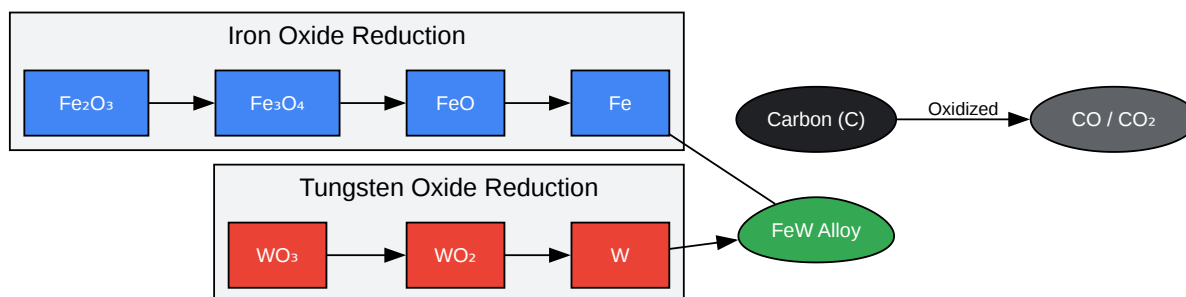 Iron Oxide Reduction
Fe₂O₃
Fe₃O₄
FeO
Fe
Carbon (C)
Oxidized
CO / CO₂
Tungsten Oxide Reduction
WO₃
WO₂
W
FeW Alloy